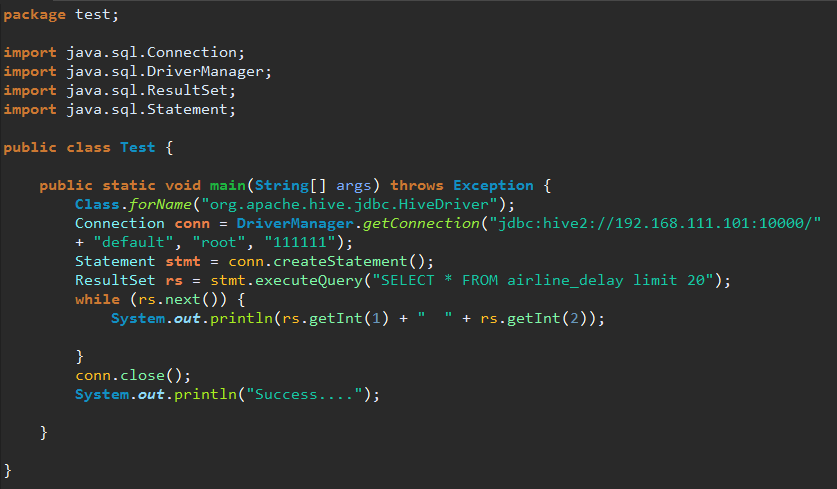 package test;
import java.sql.Connection;
import java.sql.DriverManager;
import java.sql.ResultSet;
import java.sql.Statement;
public class Test {
public static void main(String[] args) throws Exception {
Class.forName("org.apache.hive.jdbc.HiveDriver");
Connection conn = DriverManager.getConnection("jdbc:hive2://192.168.111.101:10000/"
+ "default", "root", "111111");
Statement stmt = conn.createStatement();
ResultSet rs = stmt.executeQuery("SELECT * FROM airline_delay limit 20");
while (rs.next()) {
System.out.println(rs.getInt(1) + "  " + rs.getInt(2));
}
conn.close();
System.out.println("Success....");
}
}